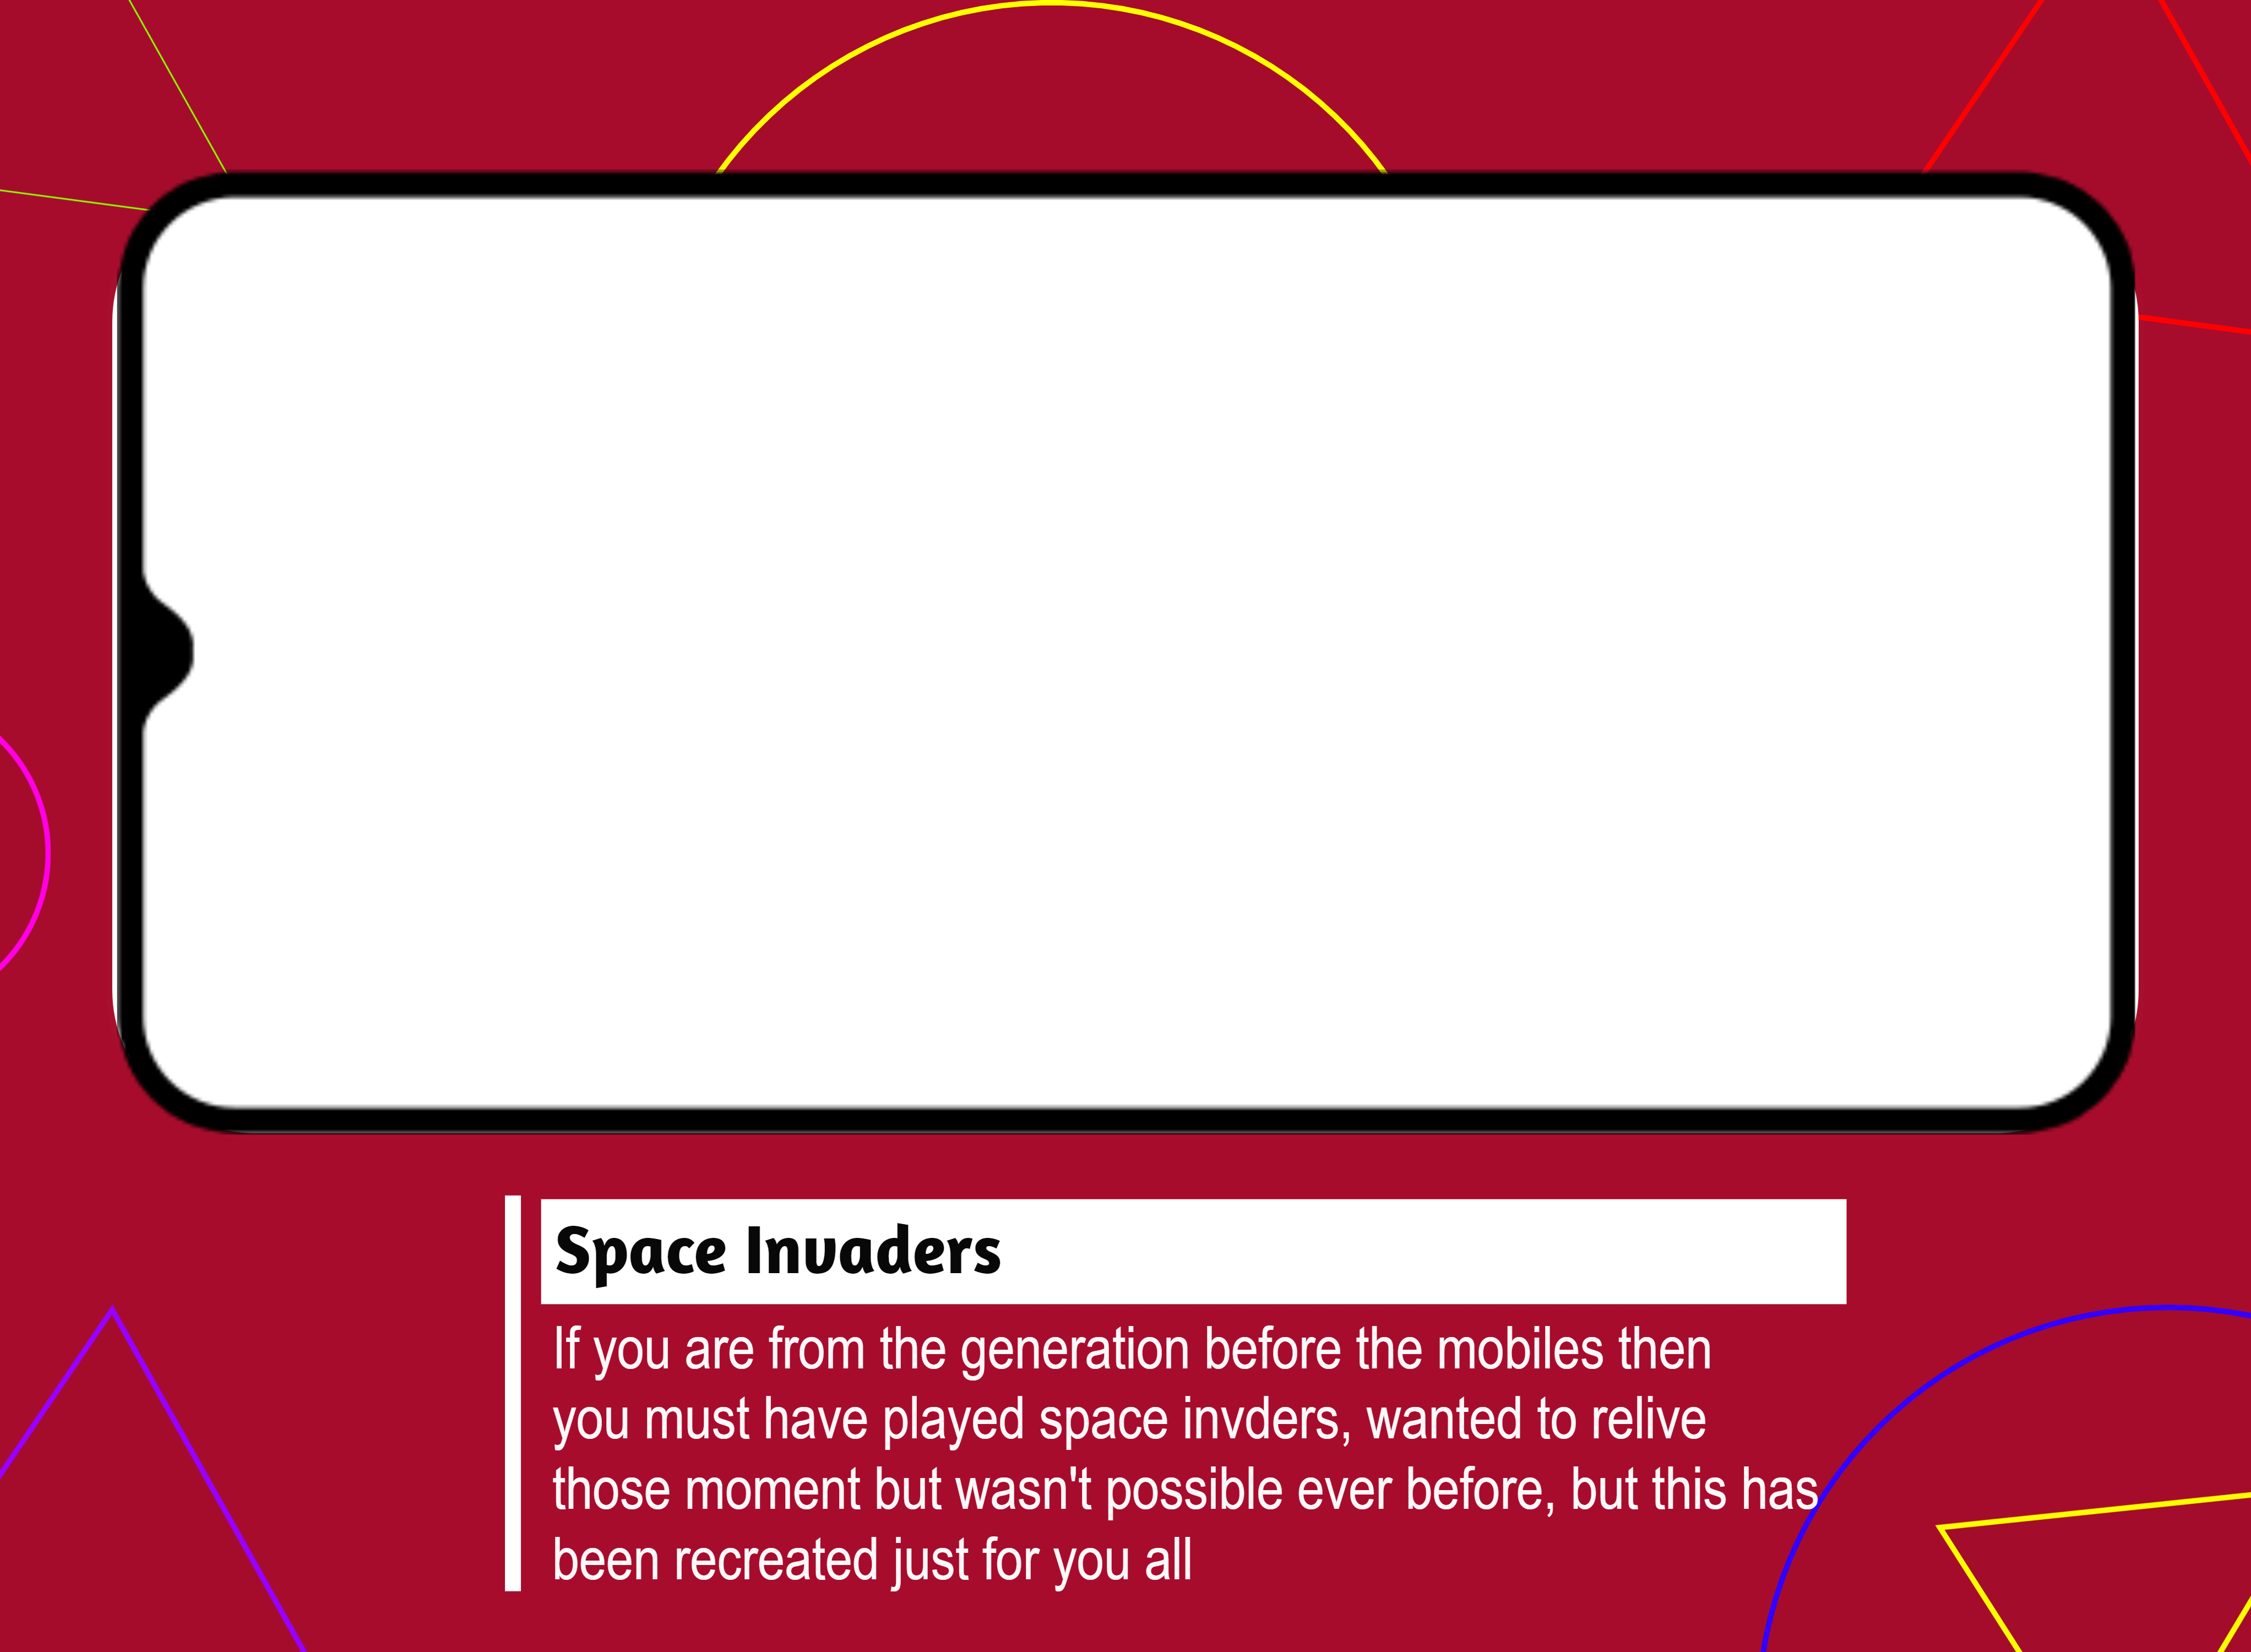 Space Invaders
If you are from the generation before the mobiles then
you must have played space invders, wanted to relive
those moment but wasn't possible ever before, but this has
been recreated just for you all